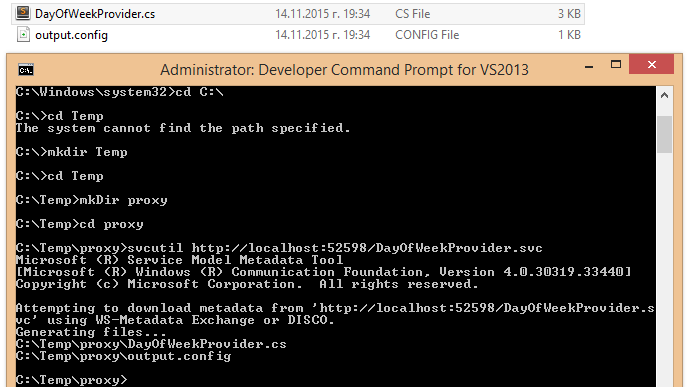 DayOfWeekProvider.cs 14.11.2015 г. 19:34 CS File 3 KB
output.config 14.11.2015 г. 19:34 CONFIG File 1 KB
Administrator: Developer Command Prompt for VS2013
C:\Windows\system32>cd C:\
C:\>cd Temp
The system cannot find the path specified.
C:\>mkdir Temp
C:\>cd Temp
C:\Temp>mkDir proxy
C:\Temp>cd proxy
C:\Temp\proxy>svcutil http://localhost:52598/DayOfWeekProvider.svc
Microsoft (R) Service Model Metadata Tool
[Microsoft (R) Windows (R) Communication Foundation, Version 4.0.30319.33440]
Copyright (c) Microsoft Corporation.  All rights reserved.
Attempting to download metadata from 'http://localhost:52598/DayOfWeekProvider.s
vc' using WS-Metadata Exchange or DISCO.
Generating files...
C:\Temp\proxy\DayOfWeekProvider.cs
C:\Temp\proxy\output.config
C:\Temp\proxy>